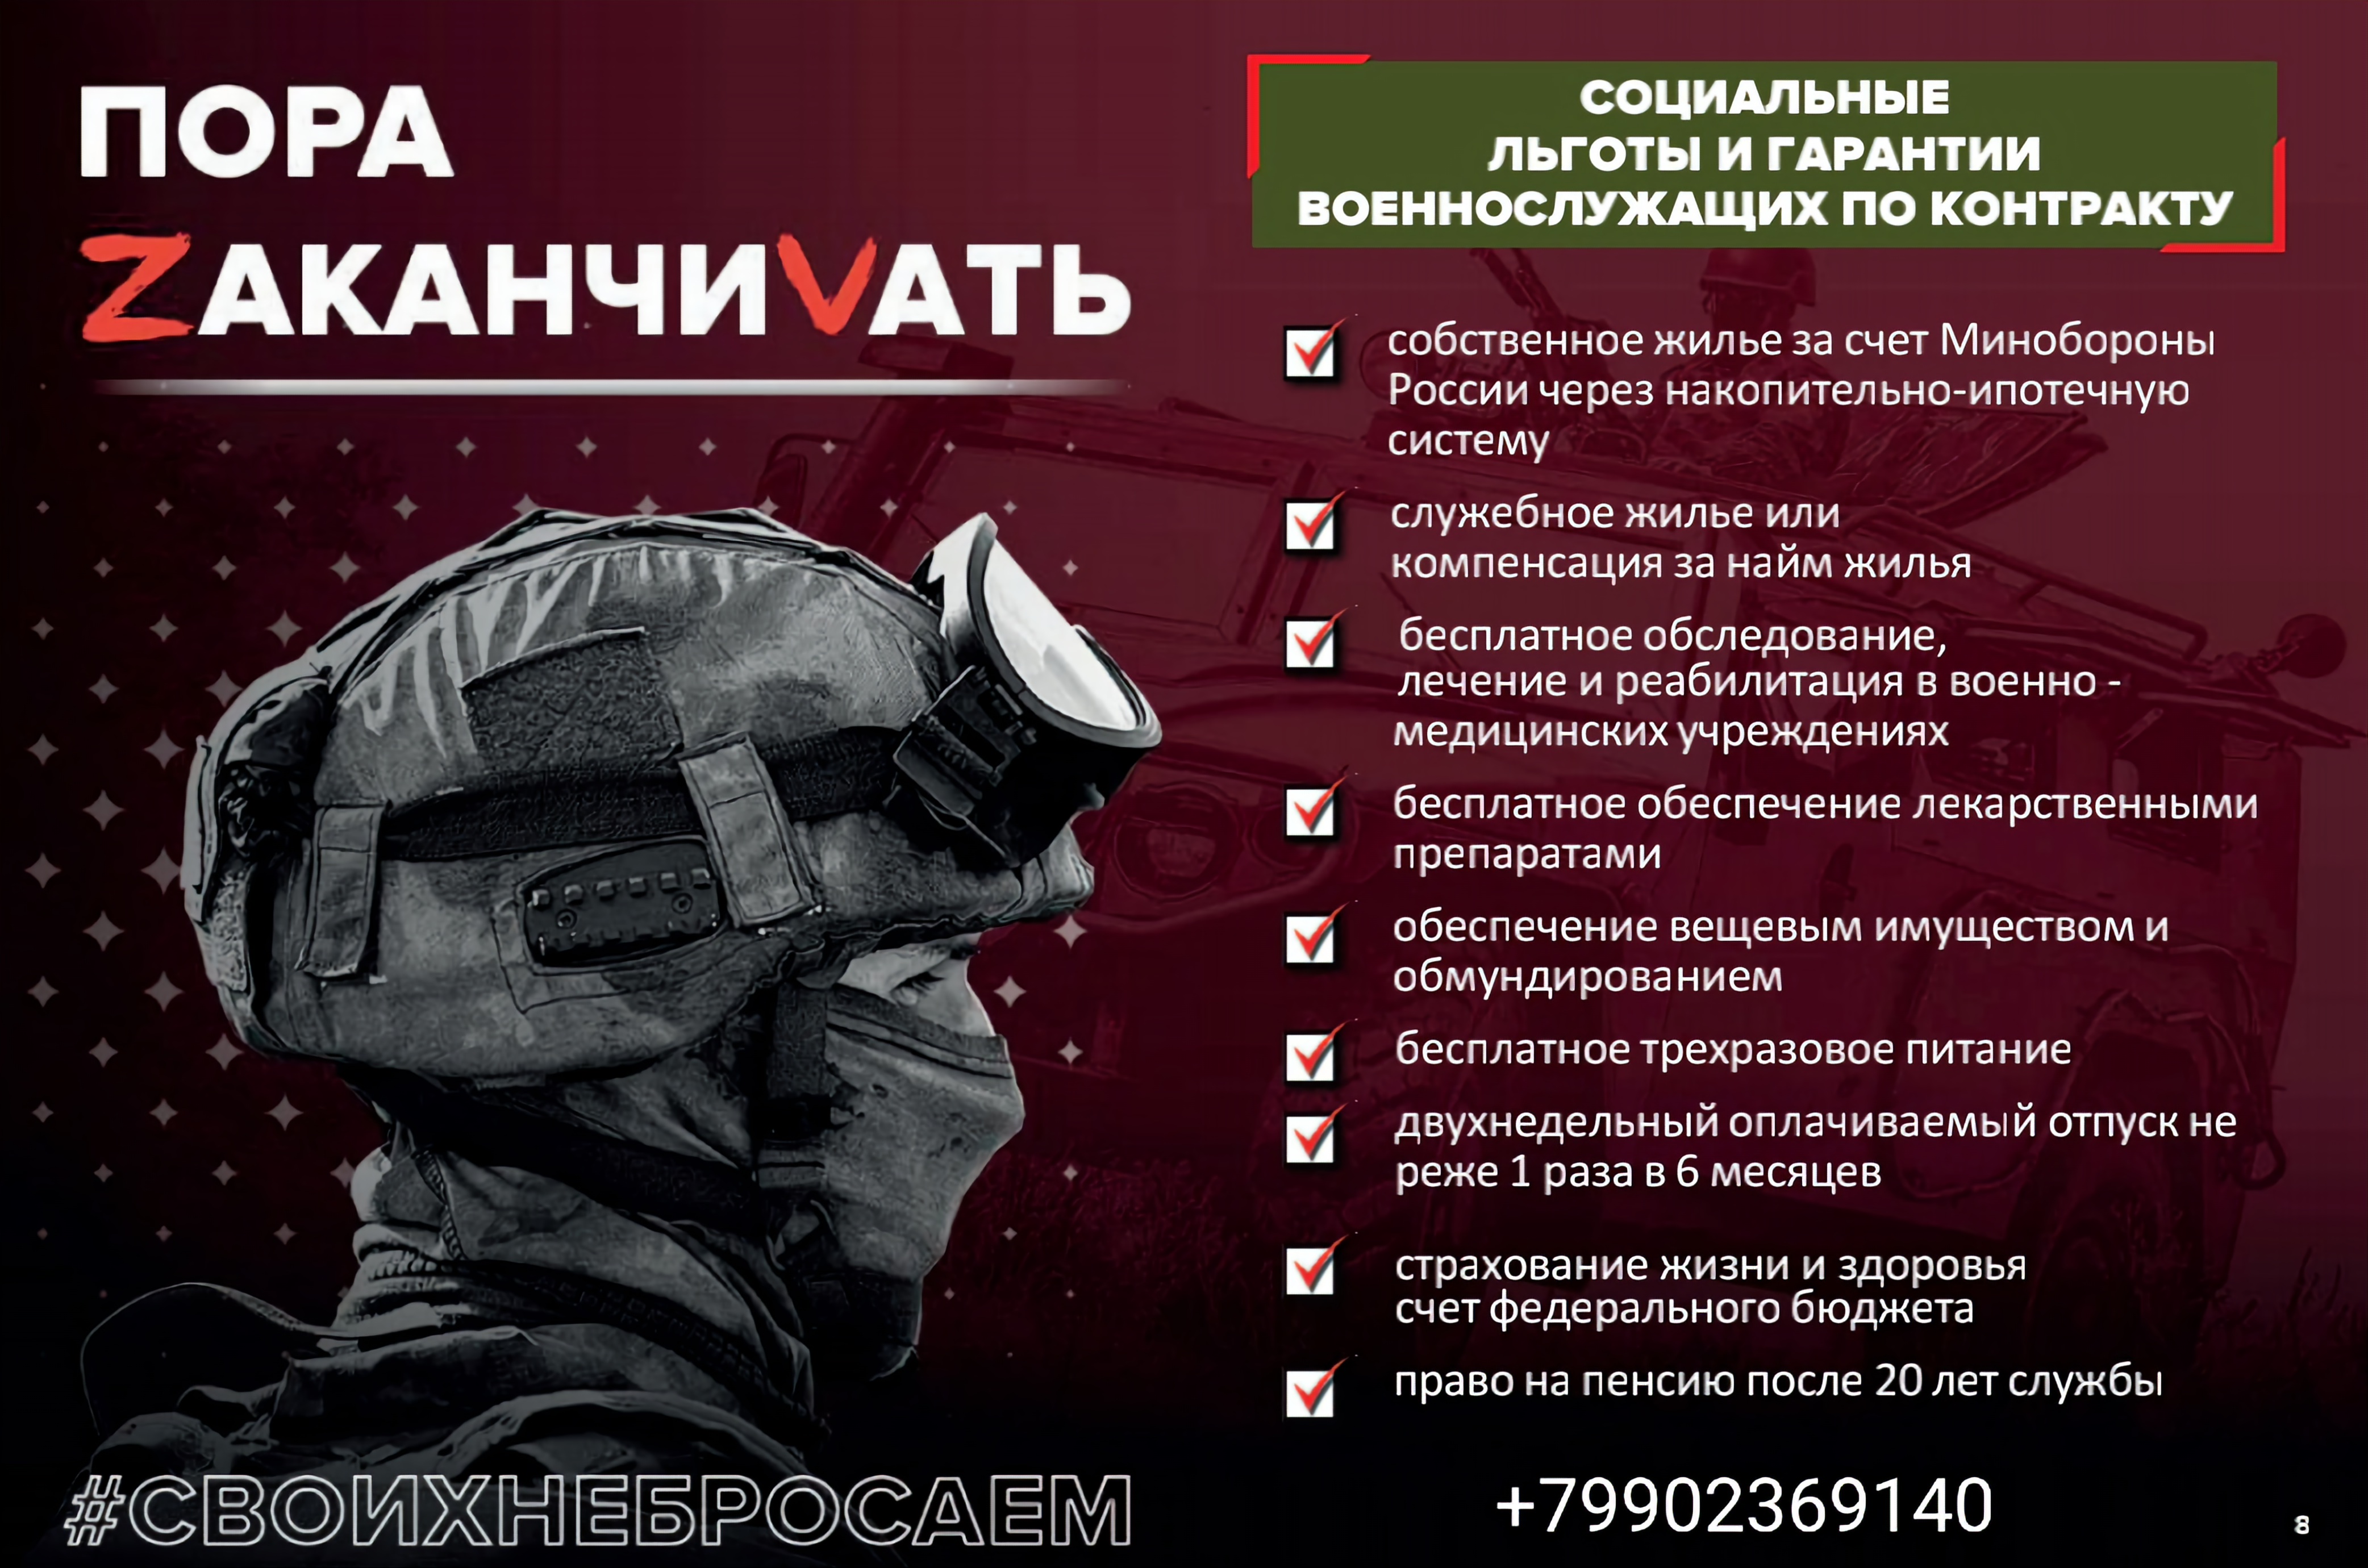 ПОРА
ZАКАНЧИVАТЬ
#СВОИХНЕБРОСАЕМ
СОЦИАЛЬНЫЕ
ЛЬГОТЫ И ГАРАНТИИ
ВОЕННОСЛУЖАЩИХ ПО КОНТРАКТУ
собственное жилье за счет Минобороны
России через накопительно-ипотечную
систему
служебное жилье или
компенсация за найм жилья
бесплатное обследование,
лечение и реабилитация в военно -
медицинских учреждениях
бесплатное обеспечение лекарственными
препаратами
обеспечение вещевым имуществом и
обмундированием
бесплатное трехразовое питание
двухнедельный оплачиваемый отпуск не
реже 1 раза в 6 месяцев
страхование жизни и здоровья
счет федерального бюджета
право на пенсию после 20 лет службы
+79902369140
8